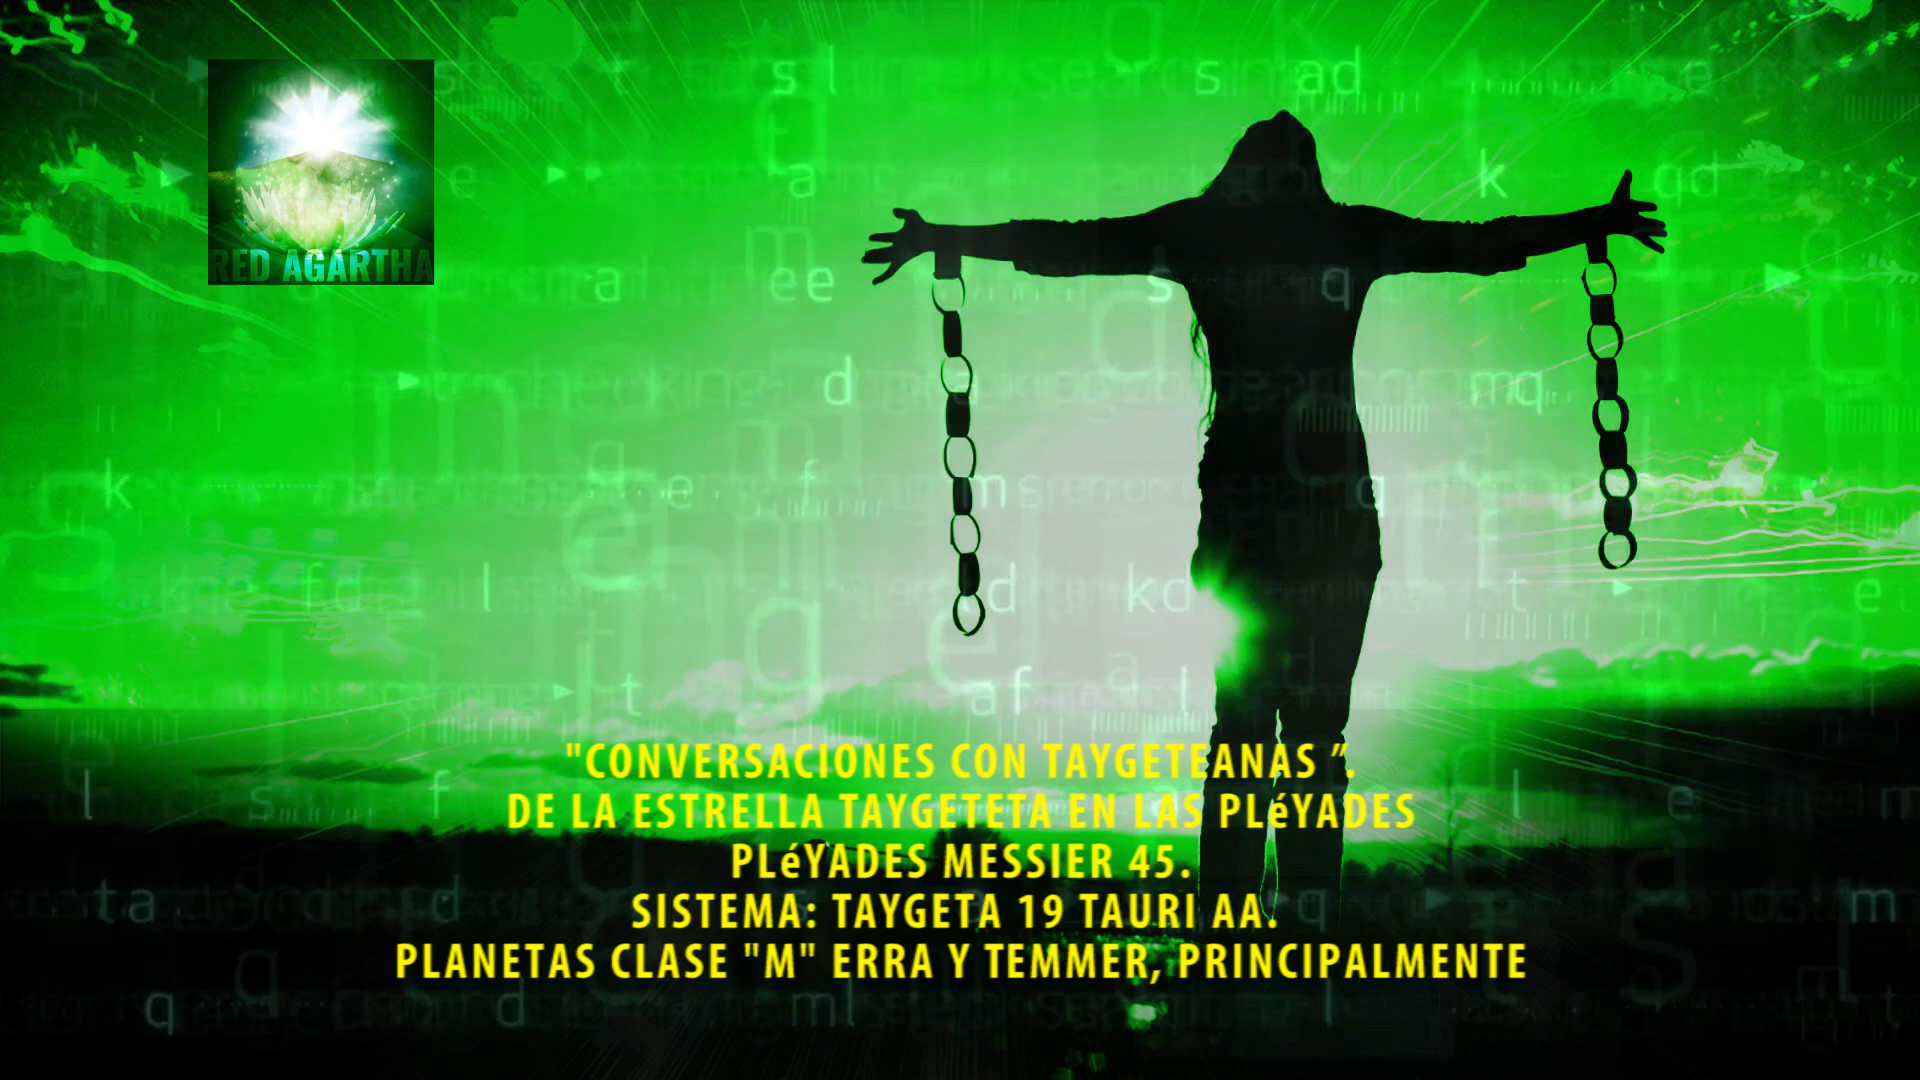 RED AGARTHA
"CONVERSACIONES CON TAYGETEANAS ”.
DE LA ESTRELLA TAYGETETA EN LAS PLéYADES
PLéYADES MESSIER 45.
SISTEMA: TAYGETA 19 TAURI AA.
PLANETAS CLASE "M" ERRA Y TEMMER, PRINCIPALMENTE